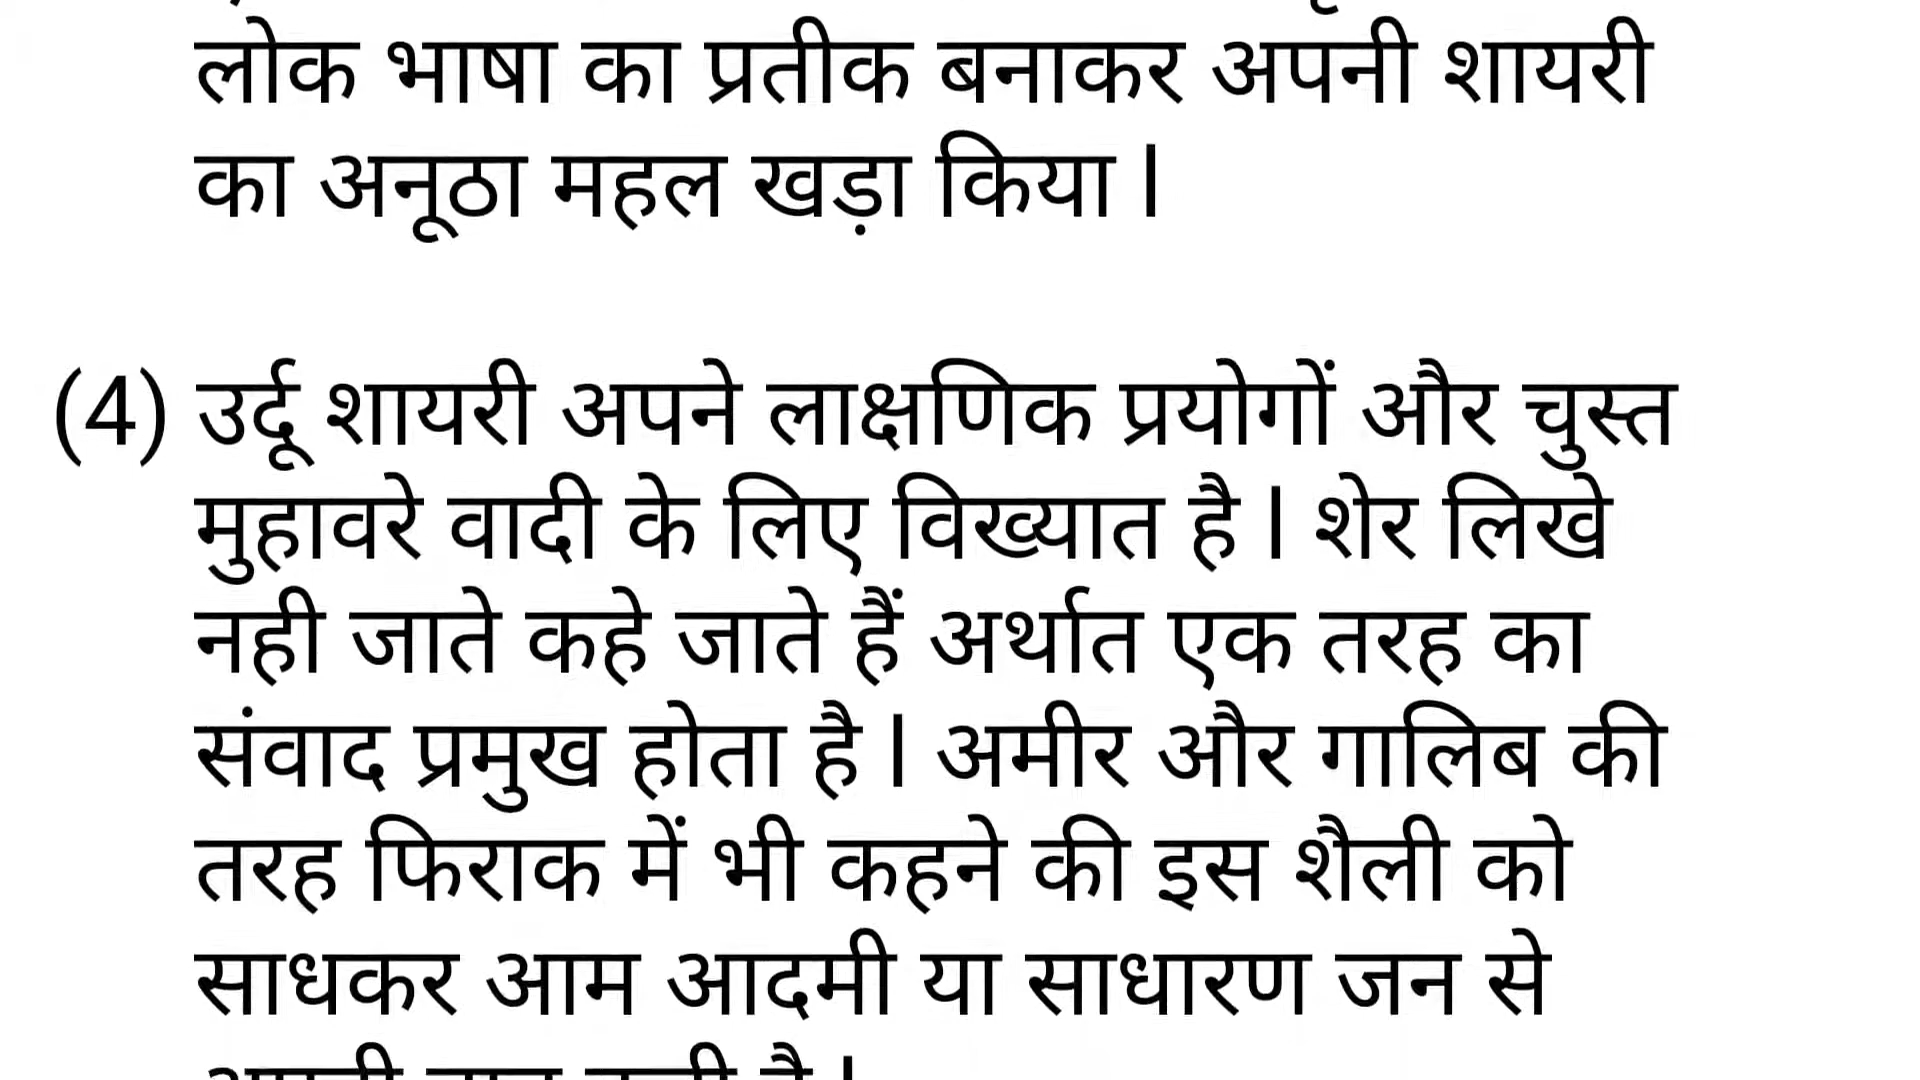 लोक भाषा का प्रतीक बनाकर अपनी शायरी
का अनूठा महल खड़ा किया l
(4) उर्दू शायरी अपने लाक्षणिक प्रयोगों और चुस्त
मुहावरे वादी के लिए विख्यात है l शेर लिखे
नही जाते कहे जाते हैं अर्थात एक तरह का
संवाद प्रमुख होता है l अमीर और गालिब की
तरह फिराक में भी कहने की इस शैली को
साधकर आम आदमी या साधारण जन से